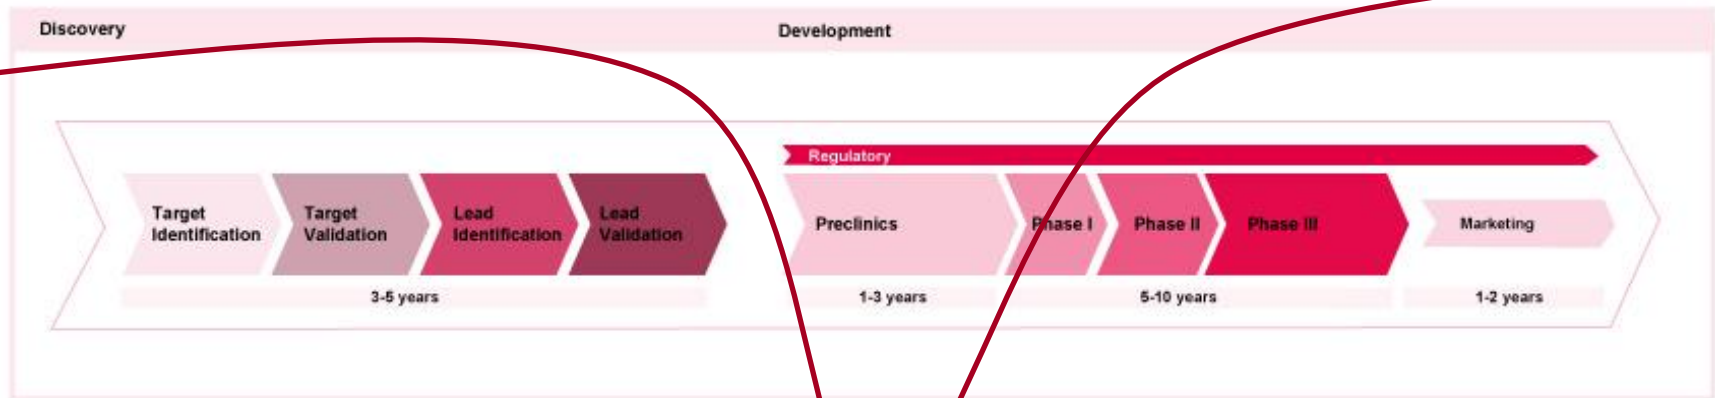 Discovery
Development
Regulatory
Target
Identification
Target
Validation
Lead
Identification
Lead
Validation
Preclinics
Phase I
Phase II
Phase III
Marketing
3-5 years
1-3 years
5-10 years
1-2 years